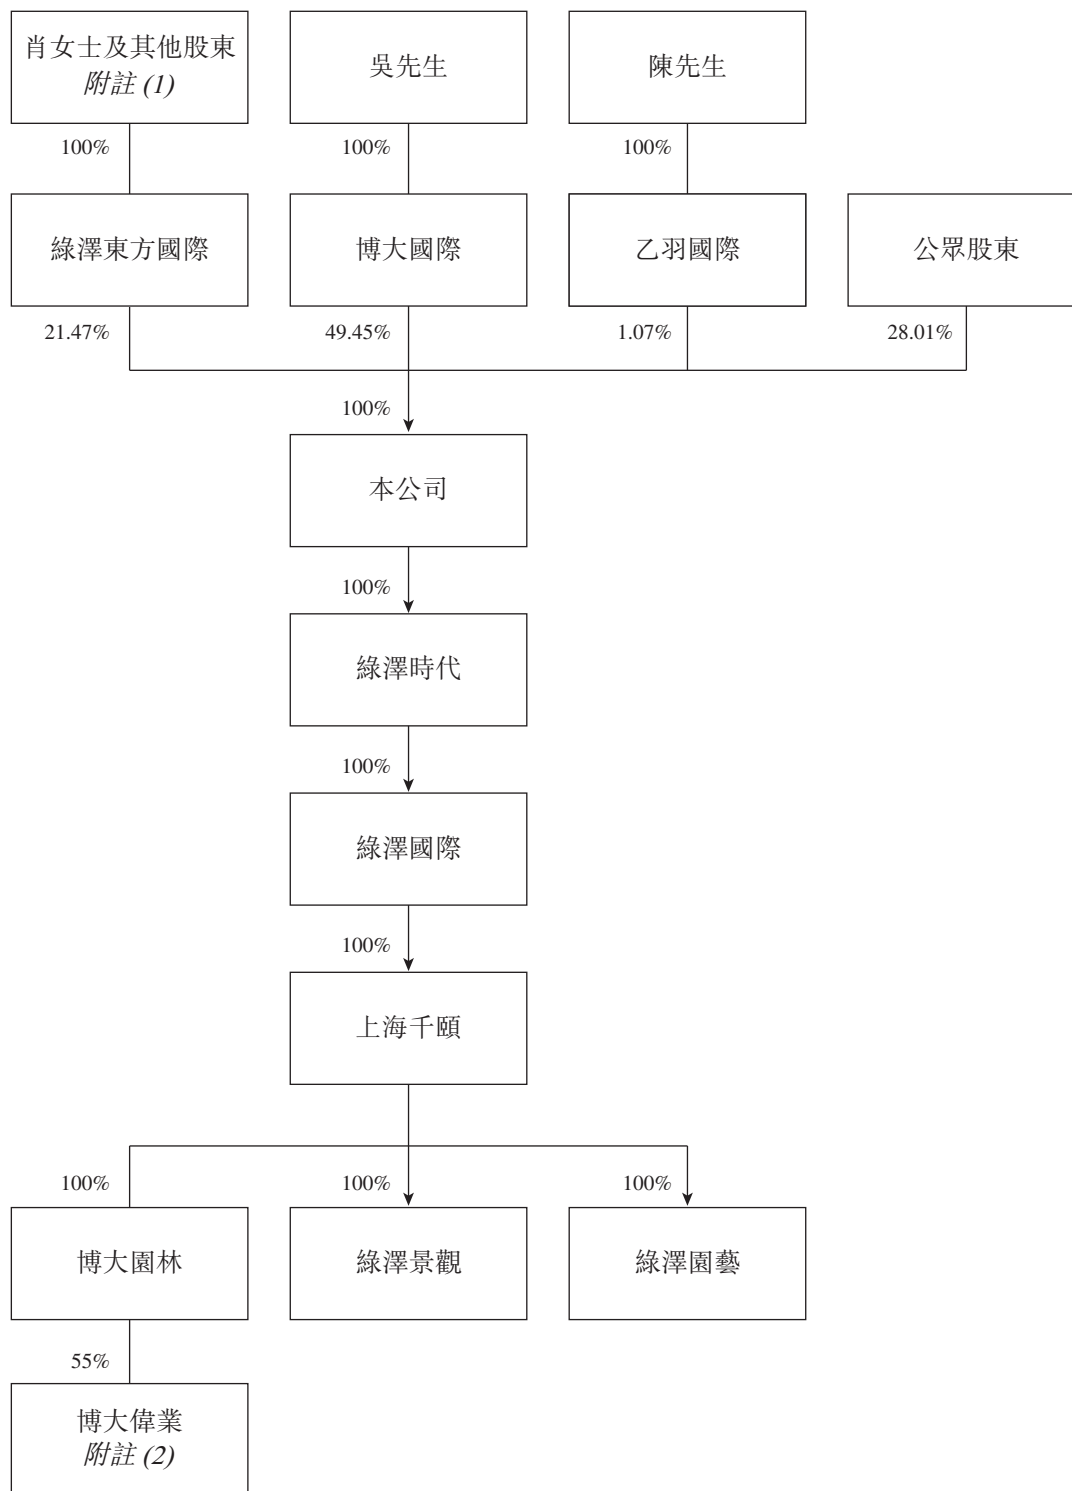 肖女士及其他股東
附註 (1)
吳先生
陳先生
100%
100%
100%
綠澤東方國際
博大國際
乙羽國際
公眾股東
21.47%
49.45%
1.07%
28.01%
100%
本公司
100%
綠澤時代
100%
綠澤國際
100%
上海千頤
100%
100%
100%
博大園林
綠澤景觀
綠澤園藝
55%
博大偉業
附註 (2)